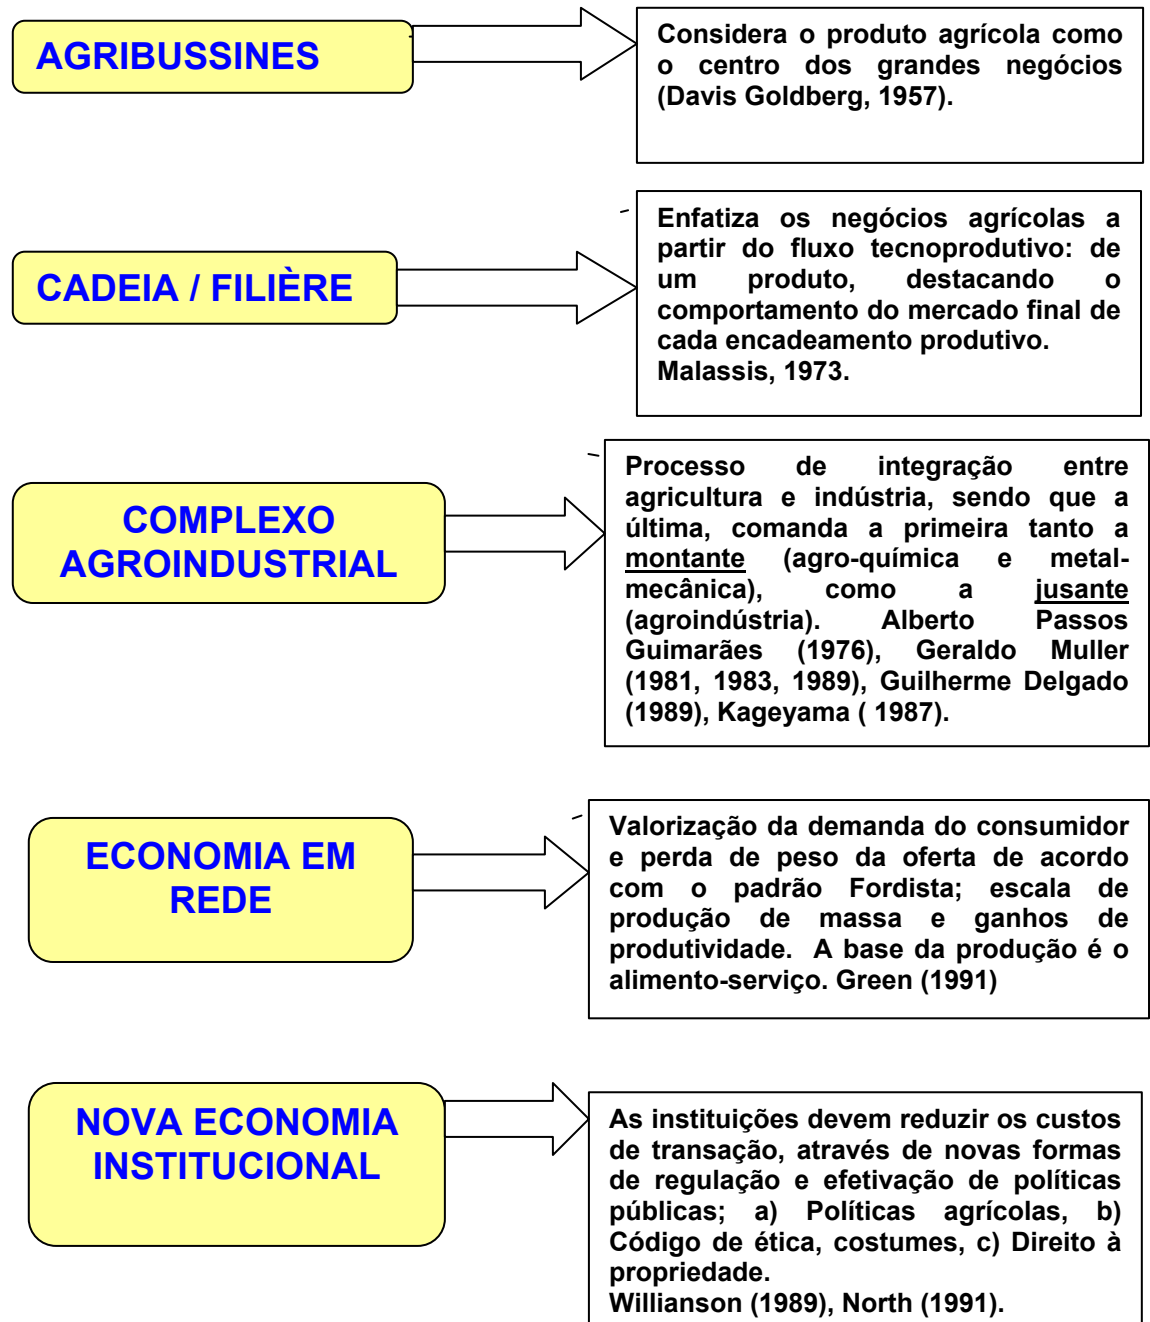 AGRIBUSSINES
Considera o produto agrícola como
o centro dos grandes negócios
(Davis Goldberg, 1957).
CADEIA / FILIÈRE
Enfatiza os negócios agrícolas a
partir do fluxo tecnoprodutivo: de
um produto, destacando o
comportamento do mercado final de
cada encadeamento produtivo.
Malassis, 1973.
COMPLEXO
AGROINDUSTRIAL
Processo de integração entre
agricultura e indústria, sendo que a
última, comanda a primeira tanto a
montante (agro-química e metal-
mecânica), como a jusante
(agroindústria). Alberto Passos
Guimarães (1976), Geraldo Muller
(1981, 1983, 1989), Guilherme Delgado
(1989), Kageyama ( 1987).
ECONOMIA EM
REDE
Valorização da demanda do consumidor
e perda de peso da oferta de acordo
com o padrão Fordista; escala de
produção de massa e ganhos de
produtividade. A base da produção é o
alimento-serviço. Green (1991)
NOVA ECONOMIA
INSTITUCIONAL
As instituições devem reduzir os custos
de transação, através de novas formas
de regulação e efetivação de políticas
públicas; a) Políticas agrícolas, b)
Código de ética, costumes, c) Direito à
propriedade.
Willianson (1989), North (1991).